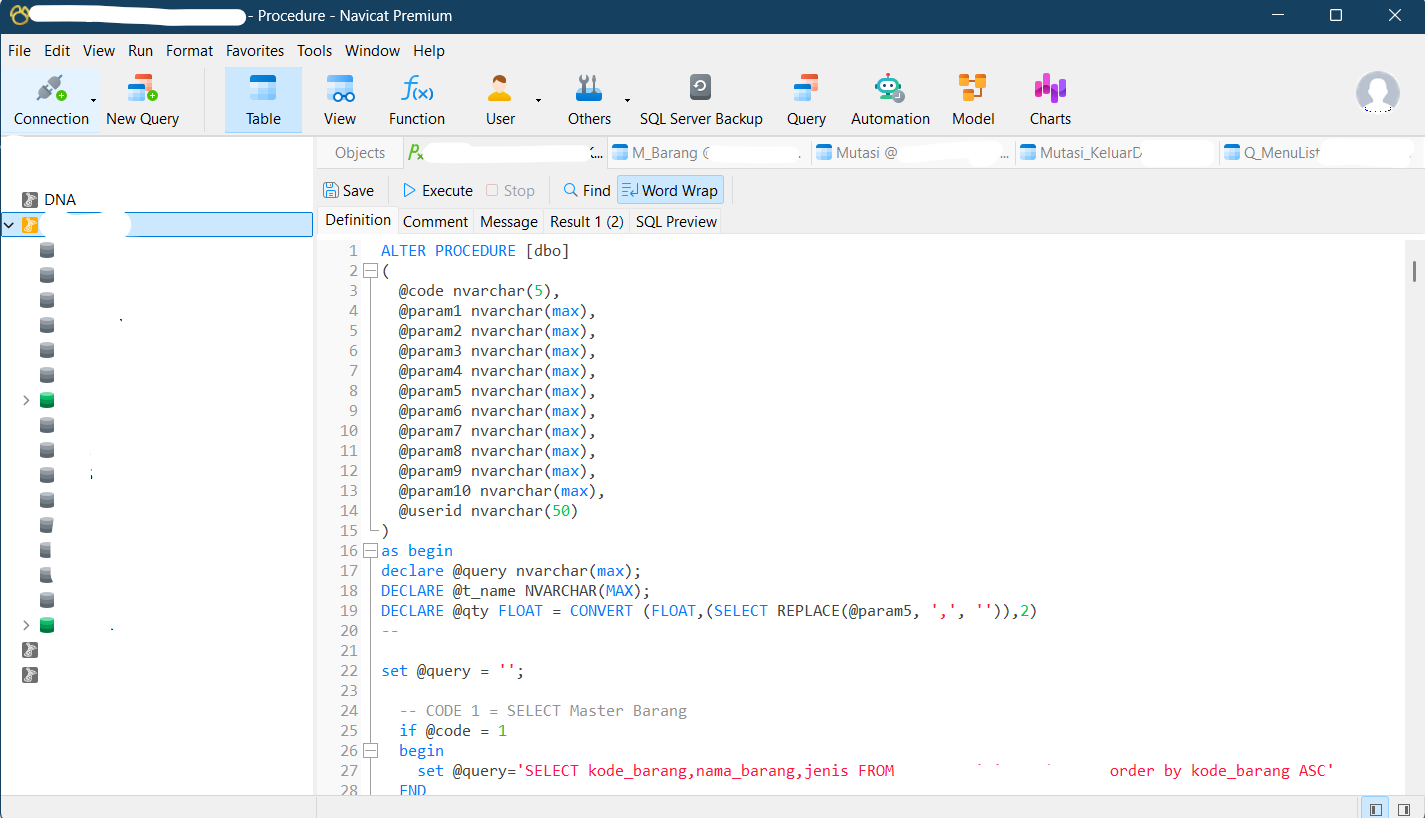 - Procedure - Navicat Premium
File Edit View Run Format Favorites Tools Window Help
Connection New Query Table View Function User Others SQL Server Backup Query Automation Model Charts
Objects ... M_Barang Mutasi @ ... Mutasi_KeluarD Q_MenuList
Save Execute Stop Find Word Wrap
Definition Comment Message Result 1 (2) SQL Preview
DNA
1 ALTER PROCEDURE [dbo]
2 (
3 @code nvarchar(5),
4 @param1 nvarchar(max),
5 @param2 nvarchar(max),
6 @param3 nvarchar(max),
7 @param4 nvarchar(max),
8 @param5 nvarchar(max),
9 @param6 nvarchar(max),
10 @param7 nvarchar(max),
11 @param8 nvarchar(max),
12 @param9 nvarchar(max),
13 @param10 nvarchar(max),
14 @userid nvarchar(50)
15 )
16 as begin
17 declare @query nvarchar(max);
18 DECLARE @t_name NVARCHAR(MAX);
19 DECLARE @qty FLOAT = CONVERT (FLOAT,(SELECT REPLACE(@param5, ',', '')),2)
20 --
21
22 set @query = '';
23
24 -- CODE 1 = SELECT Master Barang
25 if @code = 1
26 begin
27 set @query='SELECT kode_barang,nama_barang,jenis FROM order by kode_barang ASC'
28 END